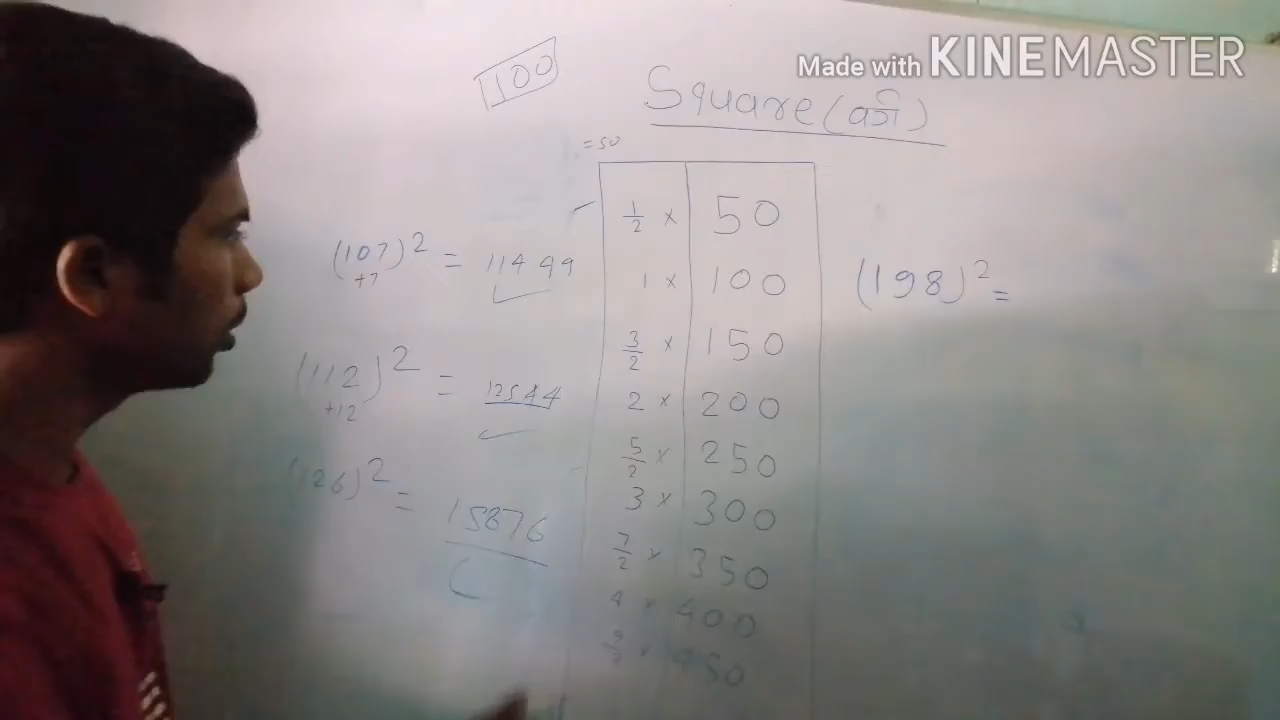 Made with KINEMASTER
100
Square (वर्ग)
= 50
1/2 × 50
(107)² = 11449
+7
1 × 100
(198)² =
3/2 × 150
(112)² = 12544
+12
2 × 200
5/2 × 250
(126)² = 15876
3 × 300
7/2 × 350
4 × 400
9/2 × 450